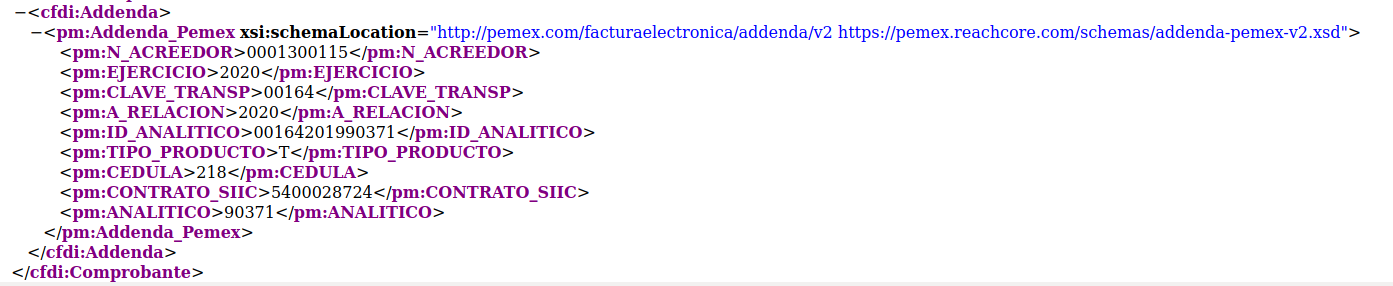 −<cfdi:Addenda>
−<pm:Addenda_Pemex xsi:schemaLocation="http://pemex.com/facturaelectronica/addenda/v2 https://pemex.reachcore.com/schemas/addenda-pemex-v2.xsd">
<pm:N_ACREEDOR>0001300115</pm:N_ACREEDOR>
<pm:EJERCICIO>2020</pm:EJERCICIO>
<pm:CLAVE_TRANSP>00164</pm:CLAVE_TRANSP>
<pm:A_RELACION>2020</pm:A_RELACION>
<pm:ID_ANALITICO>00164201990371</pm:ID_ANALITICO>
<pm:TIPO_PRODUCTO>T</pm:TIPO_PRODUCTO>
<pm:CEDULA>218</pm:CEDULA>
<pm:CONTRATO_SIIC>5400028724</pm:CONTRATO_SIIC>
<pm:ANALITICO>90371</pm:ANALITICO>
</pm:Addenda_Pemex>
</cfdi:Addenda>
</cfdi:Comprobante>